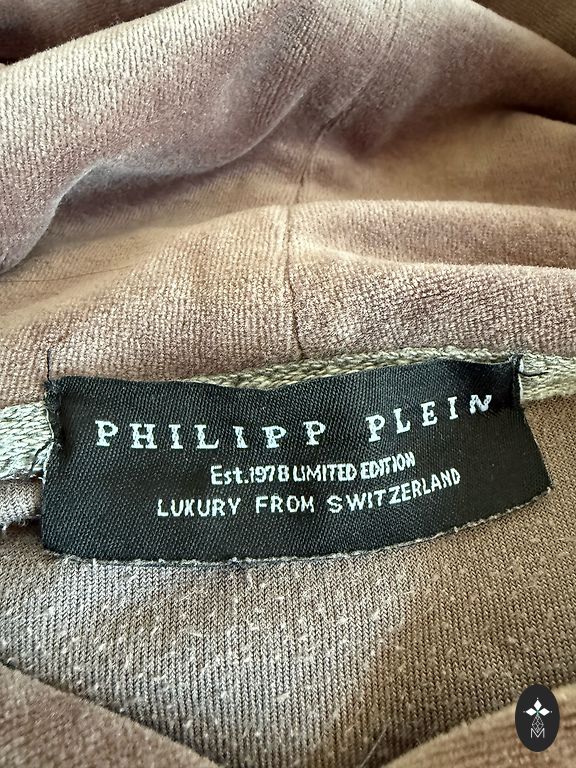 PHILIPP PLEIN
Est.1978 LIMITED EDITION
LUKURY FROM SWITZERLAND